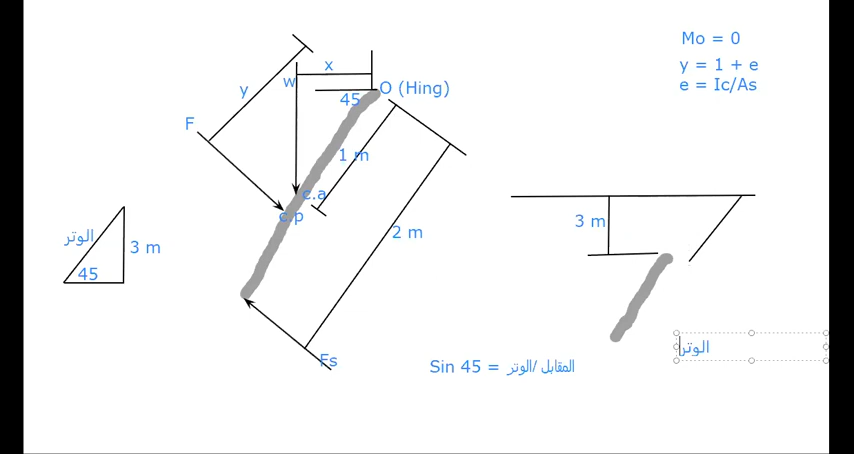 Mo = 0
y = 1 + e
e = Ic/As
x
w
O (Hing)
y
45
F
1 m
c.a
c.p
الوتر
3 m
45
2 m
3 m
Fs
Sin 45 = المقابل /الوتر
الوتر